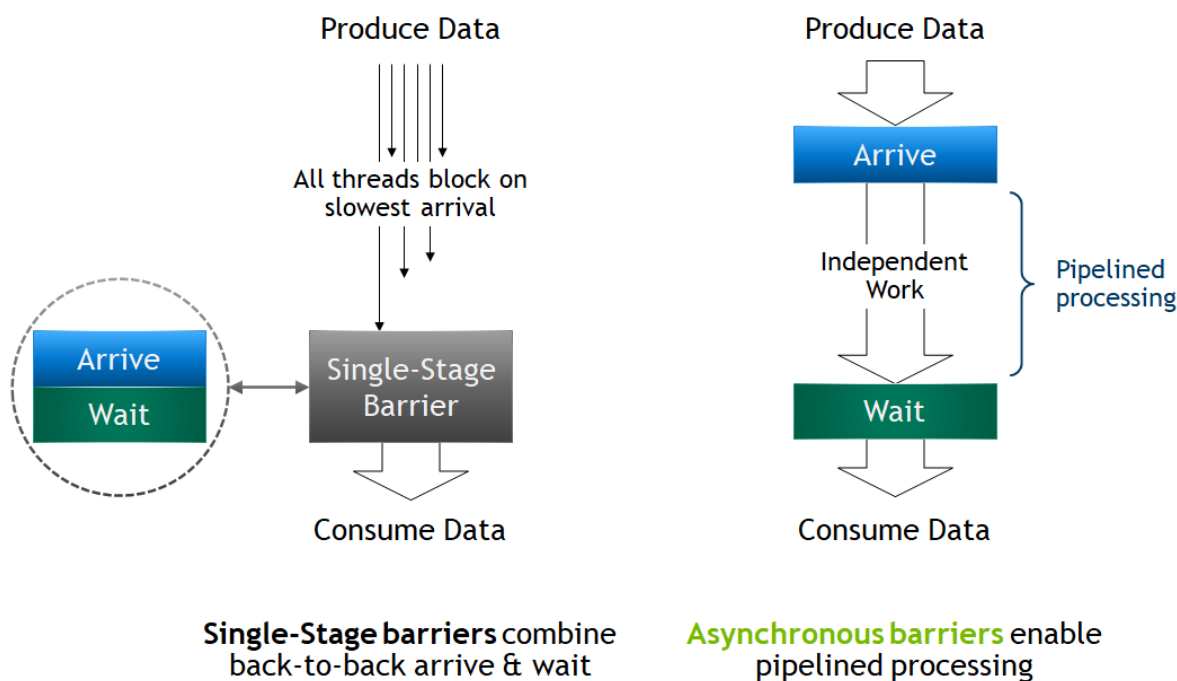 Produce Data
All threads block on
slowest arrival
Arrive
Wait
Single-Stage
Barrier
Consume Data
Single-Stage barriers combine
back-to-back arrive & wait
Produce Data
Arrive
Independent
Work
Pipelined
processing
Wait
Consume Data
Asynchronous barriers enable
pipelined processing